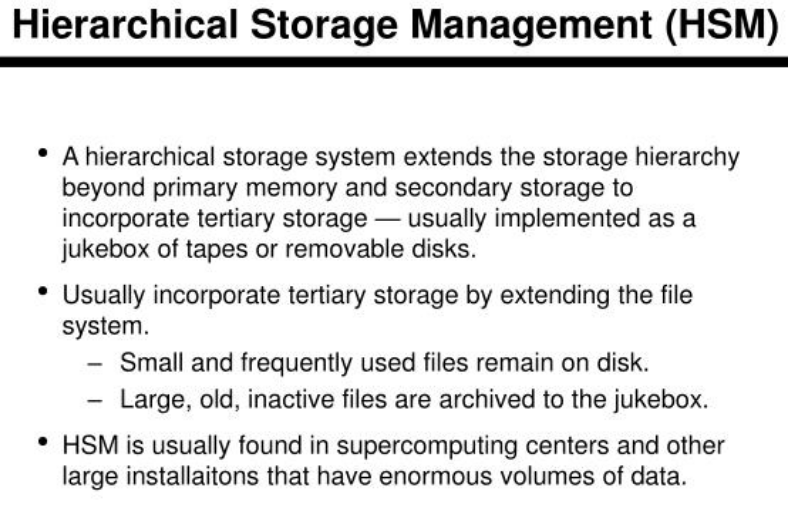 Hierarchical Storage Management (HSM)
• A hierarchical storage system extends the storage hierarchy
beyond primary memory and secondary storage to
incorporate tertiary storage — usually implemented as a
jukebox of tapes or removable disks.
• Usually incorporate tertiary storage by extending the file
system.
– Small and frequently used files remain on disk.
– Large, old, inactive files are archived to the jukebox.
• HSM is usually found in supercomputing centers and other
large installaitons that have enormous volumes of data.